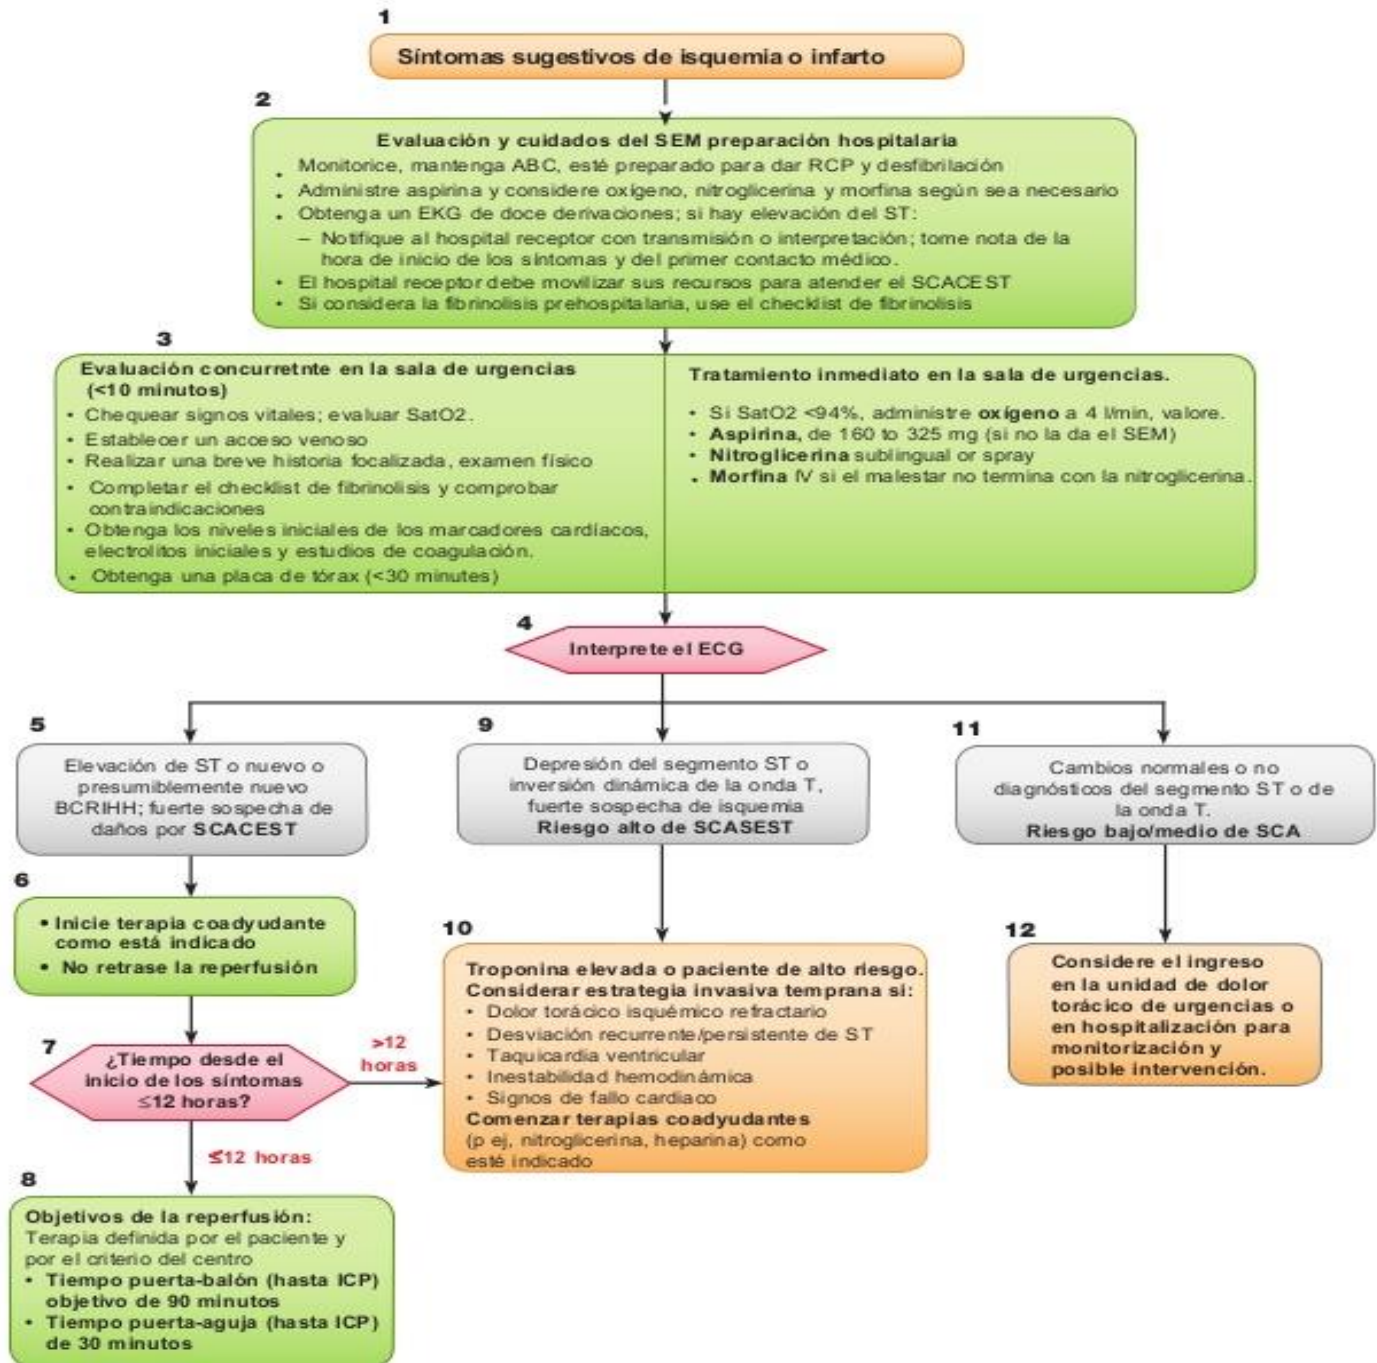 1
Síntomas sugestivos de isquemia o infarto
2
Evaluación y cuidados del SEM preparación hospitalaria
• Monitorice, mantenga ABC, esté preparado para dar RCP y desfibrilación
• Administre aspirina y considere oxígeno, nitroglicerina y morfina según sea necesario
• Obtenga un EKG de doce derivaciones; si hay elevación del ST:
– Notifique al hospital receptor con transmisión o interpretación; tome nota de la
hora de inicio de los síntomas y del primer contacto médico.
• El hospital receptor debe movilizar sus recursos para atender el SCACEST
• Si considera la fibrinolisis prehospitalaria, use el checklist de fibrinolisis
3
Evaluación concurretnte en la sala de urgencias
(<10 minutos)
• Chequear signos vitales; evaluar SatO2.
• Establecer un acceso venoso
• Realizar una breve historia focalizada, examen físico
• Completar el checklist de fibrinolisis y comprobar
contraindicaciones
• Obtenga los niveles iniciales de los marcadores cardíacos,
electrolitos iniciales y estudios de coagulación.
• Obtenga una placa de tórax (<30 minutes)
Tratamiento inmediato en la sala de urgencias.
• Si SatO2 <94%, administre oxígeno a 4 l/min, valore.
• Aspirina, de 160 to 325 mg (si no la da el SEM)
• Nitroglicerina sublingual or spray
• Morfina IV si el malestar no termina con la nitroglicerina.
4
Interprete el ECG
5
Elevación de ST o nuevo o
presumiblemente nuevo
BCRIHH; fuerte sospecha de
daños por SCACEST
6
• Inicie terapia coadyudante
como está indicado
• No retrase la reperfusión
7
¿Tiempo desde el
inicio de los síntomas
≤12 horas?
>12
horas
≤12 horas
8
Objetivos de la reperfusión:
Terapia definida por el paciente y
por el criterio del centro
• Tiempo puerta-balón (hasta ICP)
objetivo de 90 minutos
• Tiempo puerta-aguja (hasta ICP)
de 30 minutos
9
Depresión del segmento ST o
inversión dinámica de la onda T,
fuerte sospecha de isquemia
Riesgo alto de SCASEST
10
Troponina elevada o paciente de alto riesgo.
Considerar estrategia invasiva temprana si:
• Dolor torácico isquémico refractario
• Desviación recurrente/persistente de ST
• Taquicardia ventricular
• Inestabilidad hemodinámica
• Signos de fallo cardiaco
Comenzar terapias coadyudantes
(p ej, nitroglicerina, heparina) como
esté indicado
11
Cambios normales o no
diagnósticos del segmento ST o de
la onda T.
Riesgo bajo/medio de SCA
12
Considere el ingreso
en la unidad de dolor
torácico de urgencias o
en hospitalización para
monitorización y
posible intervención.